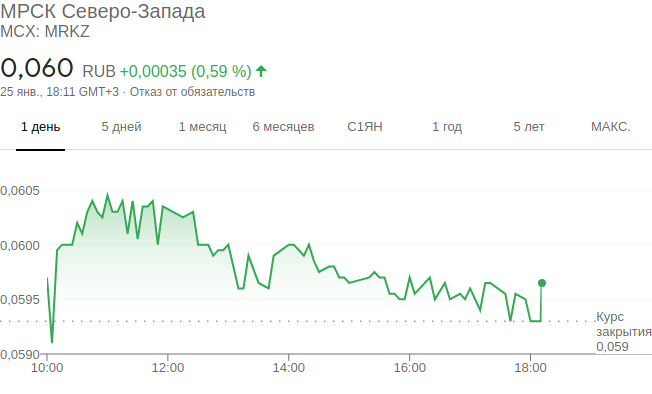 МРСК Северо-Запада
MCX: MRKZ
0,060 RUB +0,00035 (0,59 %)
25 янв., 18:11 GMT+3 · Отказ от обязательств
1 день 5 дней 1 месяц 6 месяцев С1ЯН 1 год 5 лет МАКС.
0,0605
0,0600
0,0595
Курс
закрытия
0,059
0,0590
10:00 12:00 14:00 16:00 18:00